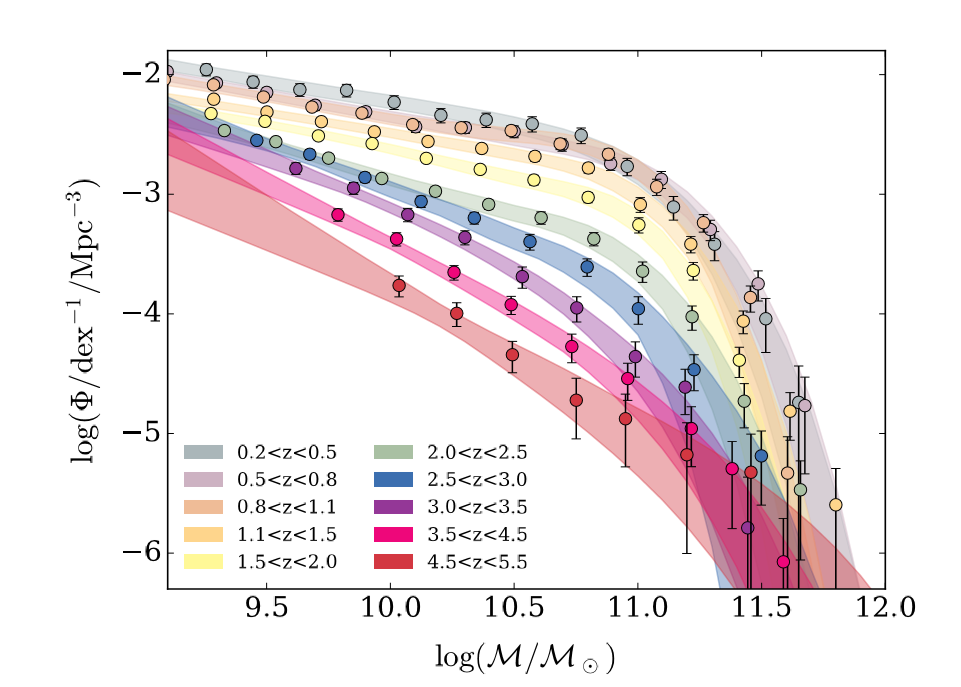 log(Φ/dex⁻¹/Mpc⁻³)
−2
−3
−4
−5
−6
0.2<z<0.5
0.5<z<0.8
0.8<z<1.1
1.1<z<1.5
1.5<z<2.0
2.0<z<2.5
2.5<z<3.0
3.0<z<3.5
3.5<z<4.5
4.5<z<5.5
9.5 10.0 10.5 11.0 11.5 12.0
log(ℳ/ℳ☉)